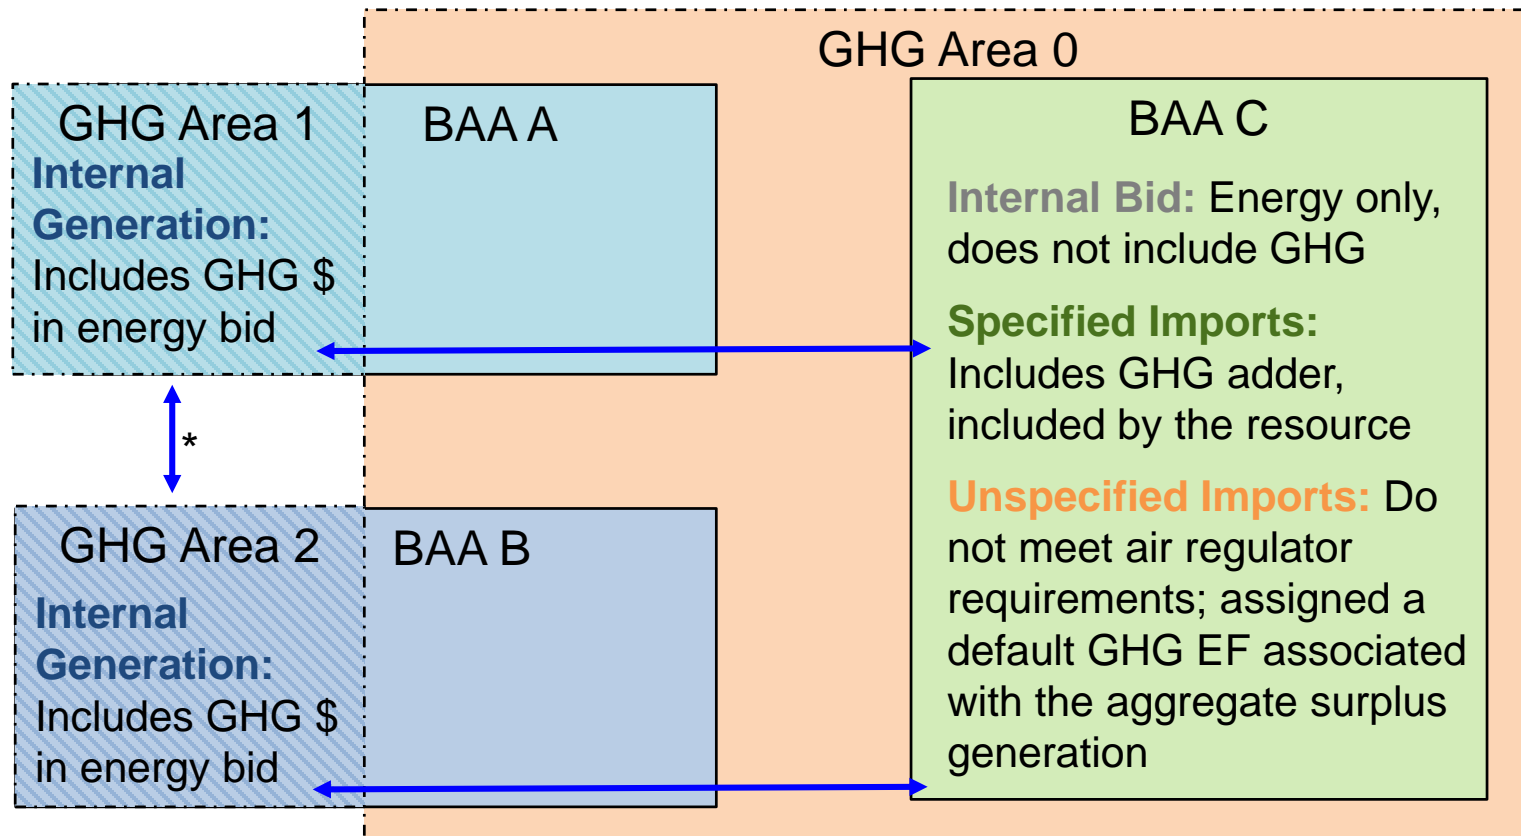 GHG Area 0
GHG Area 1
Internal
Generation:
Includes GHG $
in energy bid
BAA A
*
GHG Area 2
Internal
Generation:
Includes GHG $
in energy bid
BAA B
BAA C
Internal Bid: Energy only,
does not include GHG
Specified Imports:
Includes GHG adder,
included by the resource
Unspecified Imports: Do
not meet air regulator
requirements; assigned a
default GHG EF associated
with the aggregate surplus
generation